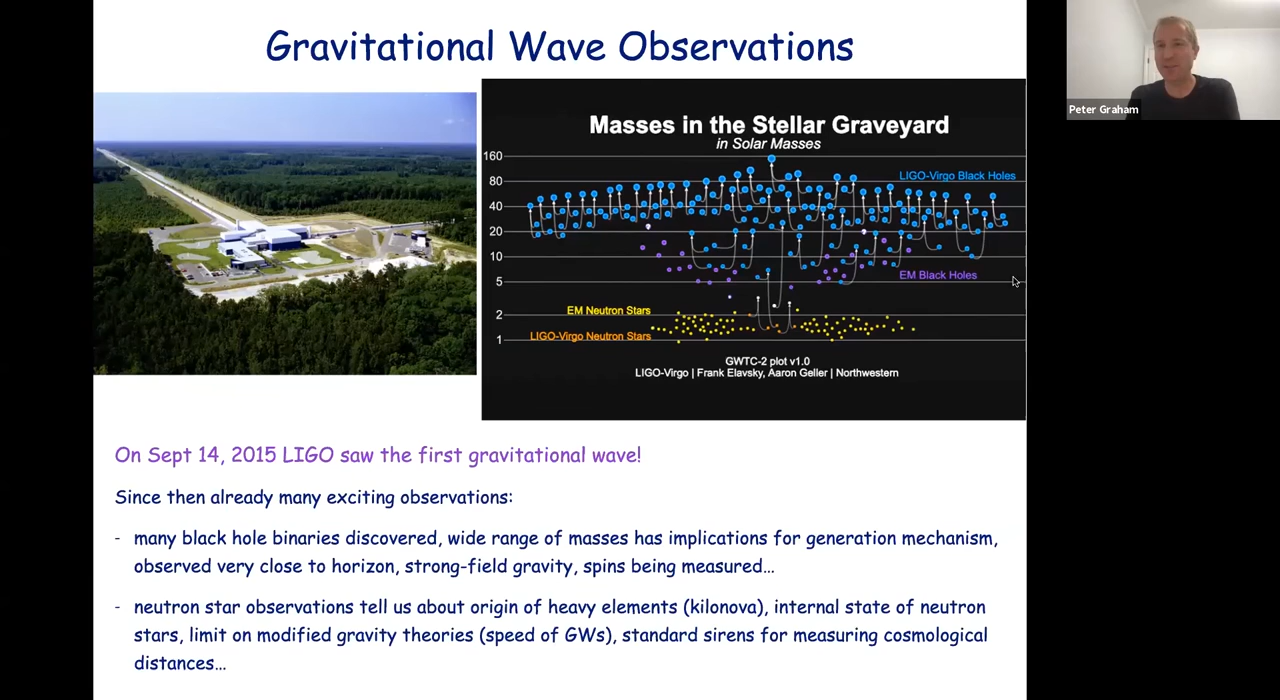 Gravitational Wave Observations
Peter Graham
Masses in the Stellar Graveyard
in Solar Masses
160
80
40
20
10
5
2
1
LIGO-Virgo Black Holes
EM Black Holes
EM Neutron Stars
LIGO-Virgo Neutron Stars
GWTC-2 plot v1.0
LIGO-Virgo | Frank Elavsky, Aaron Geller | Northwestern
On Sept 14, 2015 LIGO saw the first gravitational wave!
Since then already many exciting observations:
- many black hole binaries discovered, wide range of masses has implications for generation mechanism,
observed very close to horizon, strong-field gravity, spins being measured…
- neutron star observations tell us about origin of heavy elements (kilonova), internal state of neutron
stars, limit on modified gravity theories (speed of GWs), standard sirens for measuring cosmological
distances…